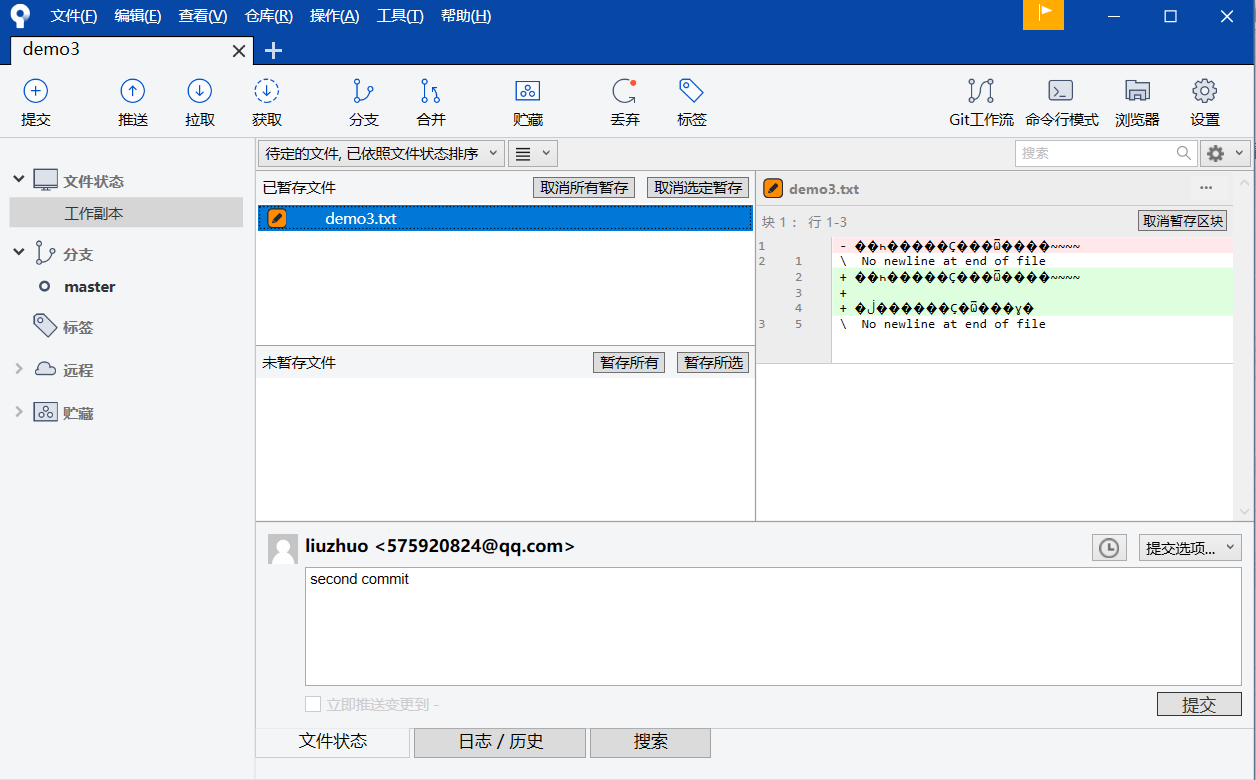 文件(F) 编辑(E) 查看(V) 仓库(R) 操作(A) 工具(T) 帮助(H)
demo3
提交 推送 拉取 获取 分支 合并 贮藏 丢弃 标签 Git工作流 命令行模式 浏览器 设置
文件状态
工作副本
分支
master
标签
远程
贮藏
待定的文件, 已依照文件状态排序
搜索
已暂存文件 取消所有暂存 取消选定暂存
demo3.txt
未暂存文件 暂存所有 暂存所选
demo3.txt
块 1： 行 1-3 取消暂存区块
1 -
2 1 \ No newline at end of file
2 +
3 +
4 +
3 5 \ No newline at end of file
liuzhuo <575920824@qq.com>
提交选项...
second commit
立即推送变更到 -
提交
文件状态 日志 / 历史 搜索